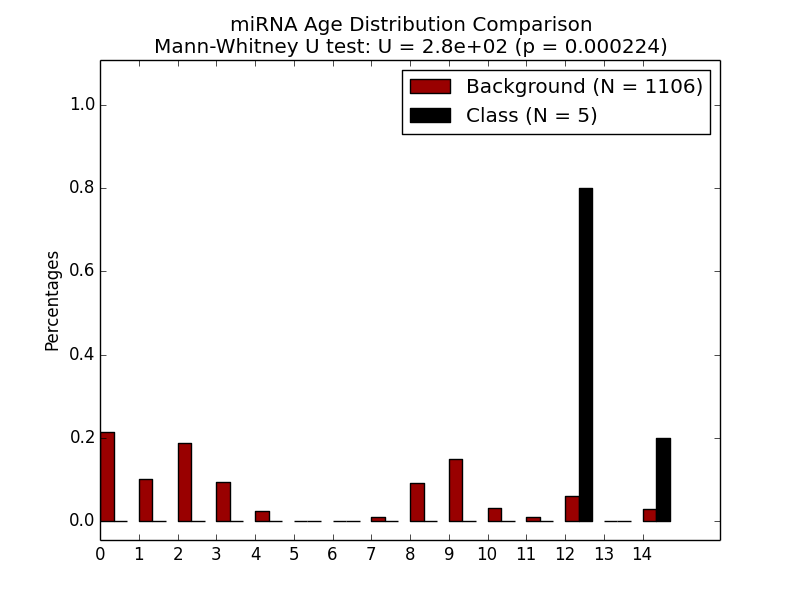 miRNA Age Distribution Comparison
Mann-Whitney U test: U = 2.8e+02 (p = 0.000224)
Background (N = 1106)
Class (N = 5)
Percentages
1.0
0.8
0.6
0.4
0.2
0.0
0 1 2 3 4 5 6 7 8 9 10 11 12 13 14